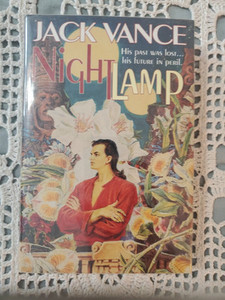 JACK VANCE
His past was lost...
his future in peril.
NIGHT
LAMP